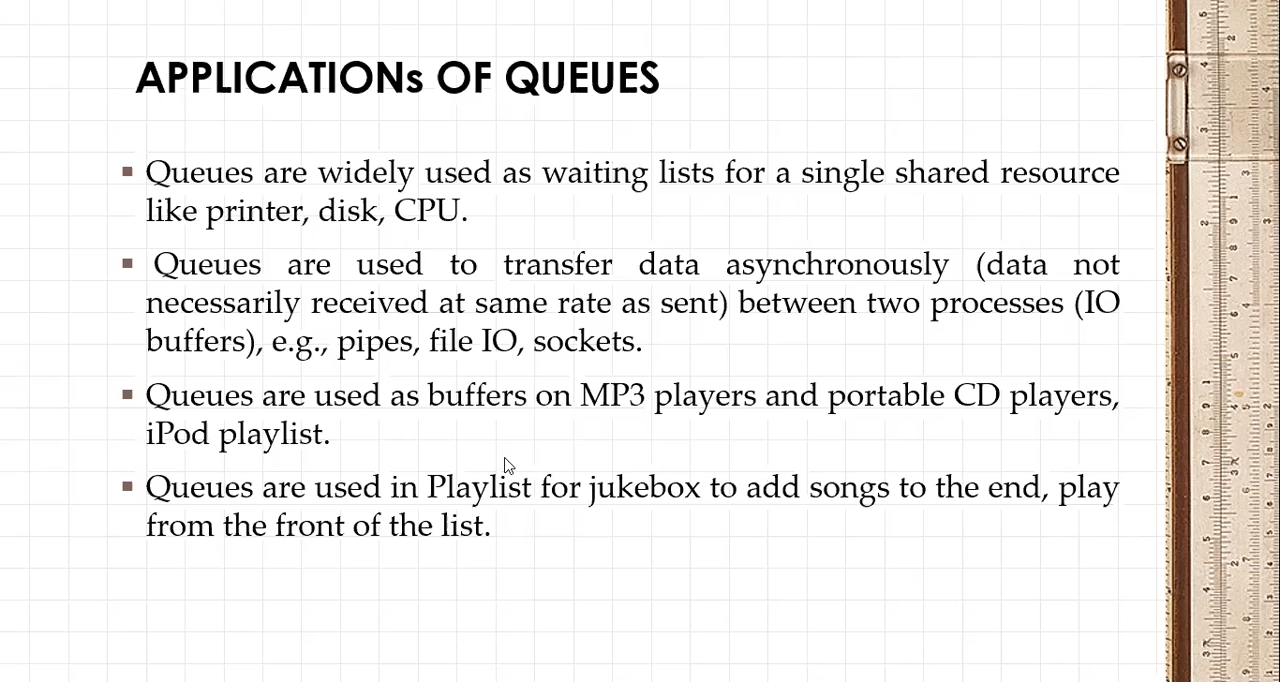 APPLICATIONs OF QUEUES
▪ Queues are widely used as waiting lists for a single shared resource
like printer, disk, CPU.
▪ Queues are used to transfer data asynchronously (data not
necessarily received at same rate as sent) between two processes (IO
buffers), e.g., pipes, file IO, sockets.
▪ Queues are used as buffers on MP3 players and portable CD players,
iPod playlist.
▪ Queues are used in Playlist for jukebox to add songs to the end, play
from the front of the list.